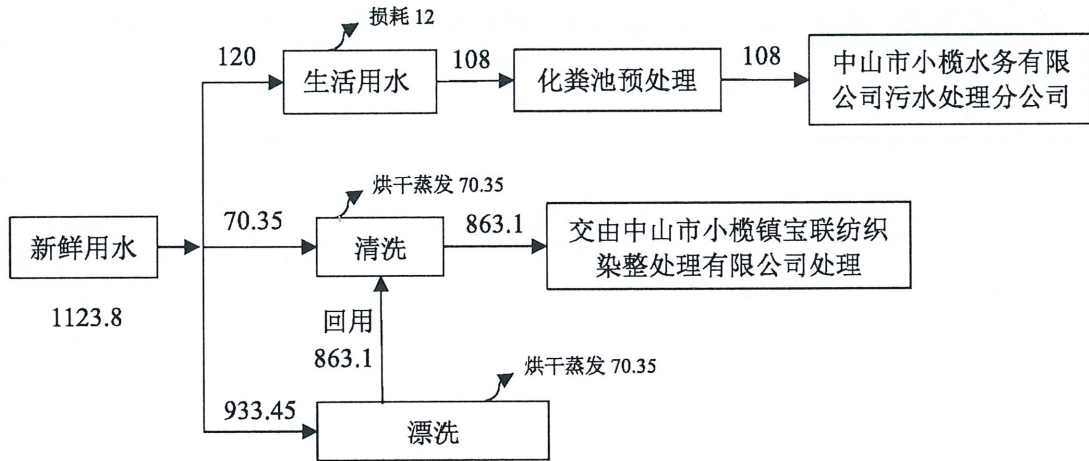 损耗 12
120
生活用水
108
化粪池预处理
108
中山市小榄水务有限
公司污水处理分公司
烘干蒸发 70.35
70.35
清洗
863.1
交由中山市小榄镇宝联纺织
染整处理有限公司处理
新鲜用水
1123.8
回用
863.1
烘干蒸发 70.35
933.45
漂洗